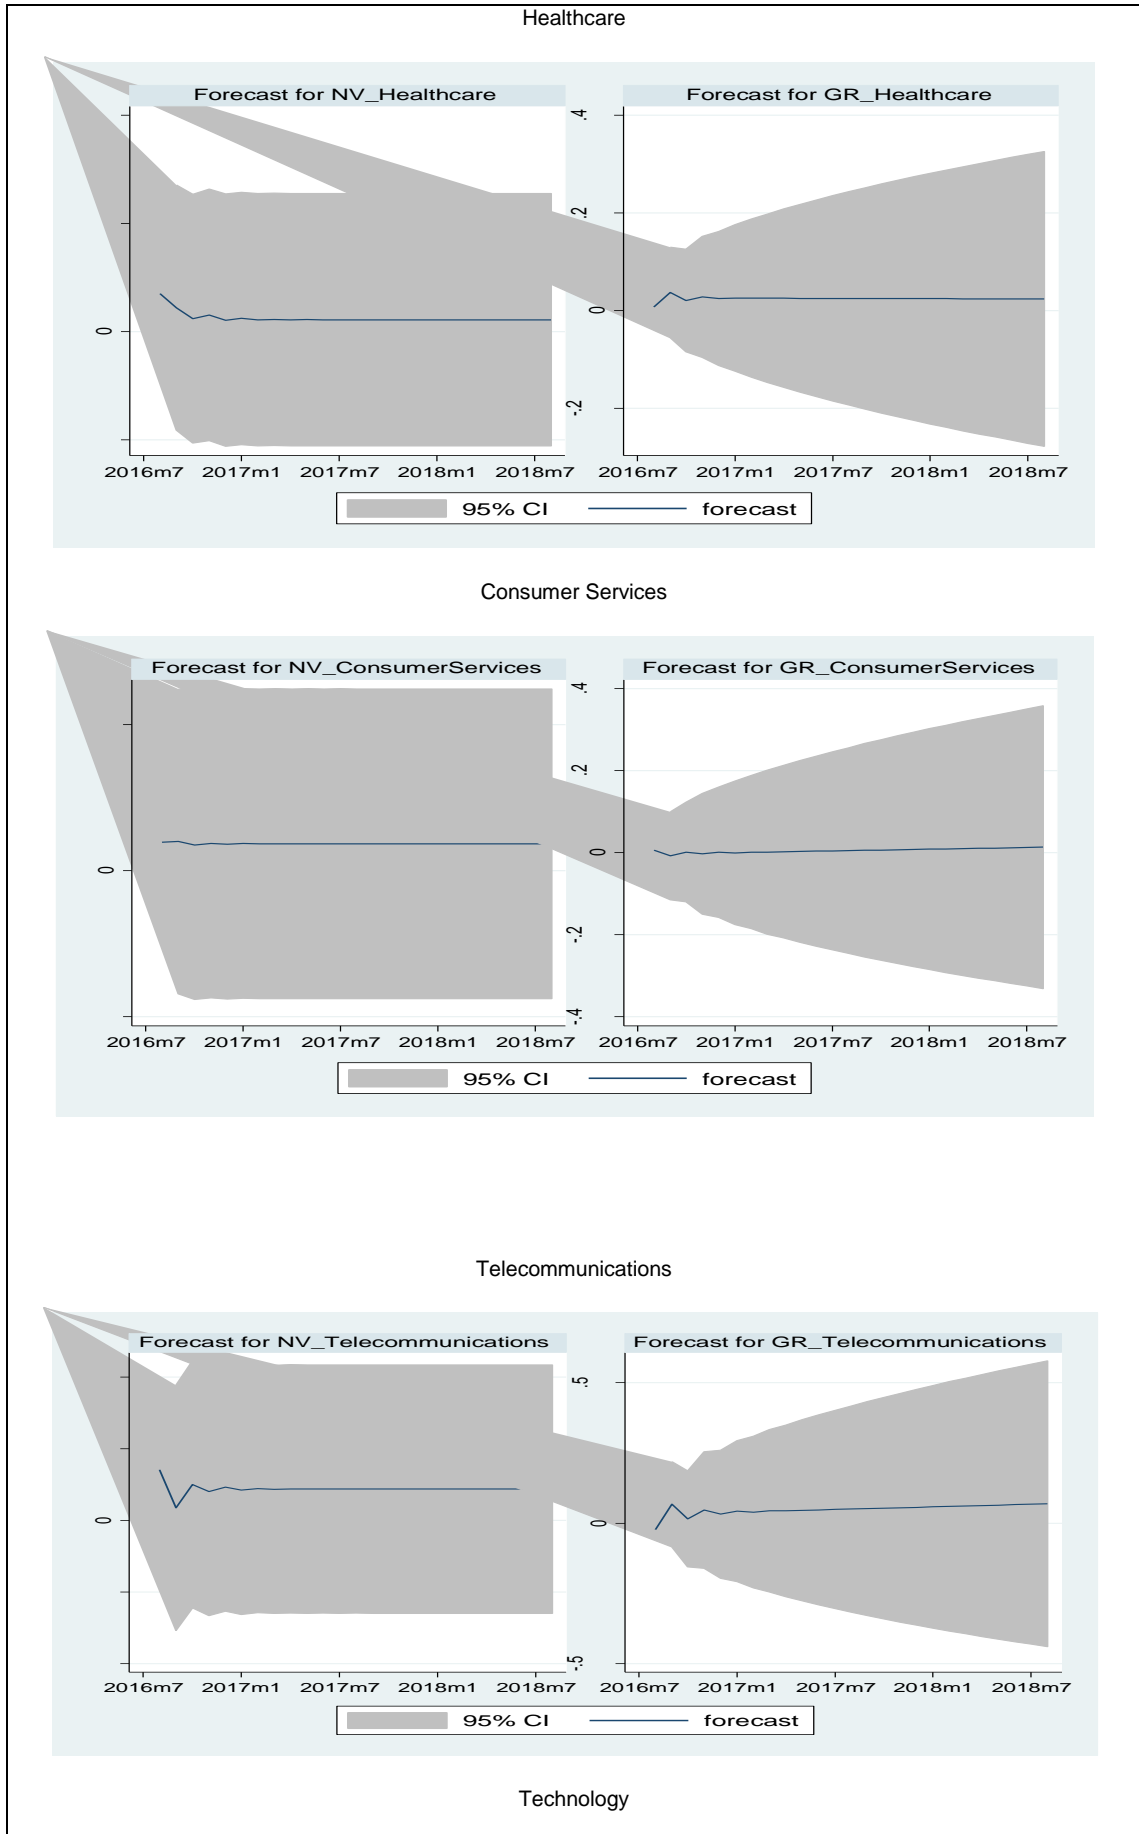 Healthcare
Forecast for NV_Healthcare
Forecast for GR_Healthcare
0
.4
.2
0
-.2
2016m7 2017m1 2017m7 2018m1 2018m7
2016m7 2017m1 2017m7 2018m1 2018m7
95% CI forecast
Consumer Services
Forecast for NV_ConsumerServices
Forecast for GR_ConsumerServices
0
.4
.2
0
-.2
-.4
2016m7 2017m1 2017m7 2018m1 2018m7
2016m7 2017m1 2017m7 2018m1 2018m7
95% CI forecast
Telecommunications
Forecast for NV_Telecommunications
Forecast for GR_Telecommunications
0
.5
0
-.5
2016m7 2017m1 2017m7 2018m1 2018m7
2016m7 2017m1 2017m7 2018m1 2018m7
95% CI forecast
Technology